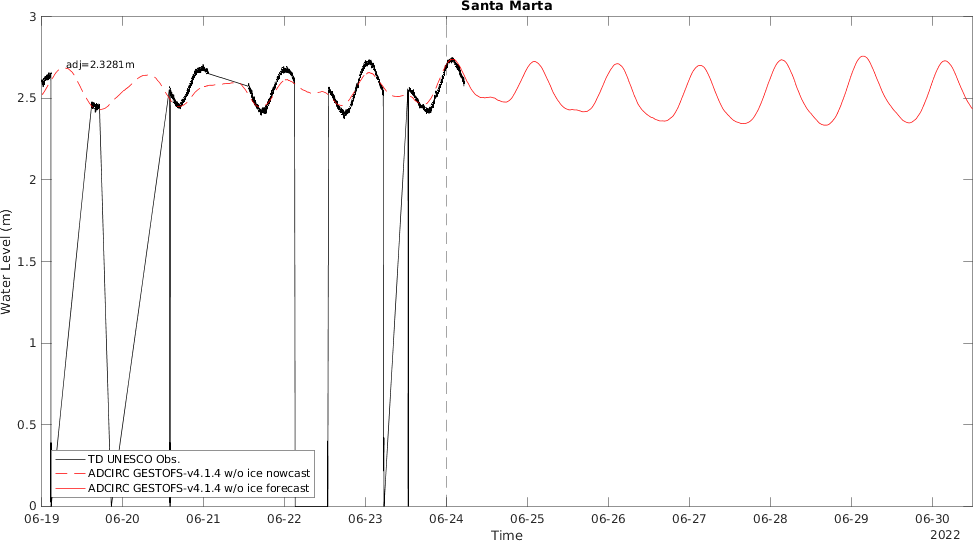 Santa Marta
3
adj=2.3281m
2.5
2
1.5
1
0.5
0
Water Level (m)
TD UNESCO Obs.
ADCIRC GESTOFS-v4.1.4 w/o ice nowcast
ADCIRC GESTOFS-v4.1.4 w/o ice forecast
06-19 06-20 06-21 06-22 06-23 06-24 06-25 06-26 06-27 06-28 06-29 06-30
Time
2022